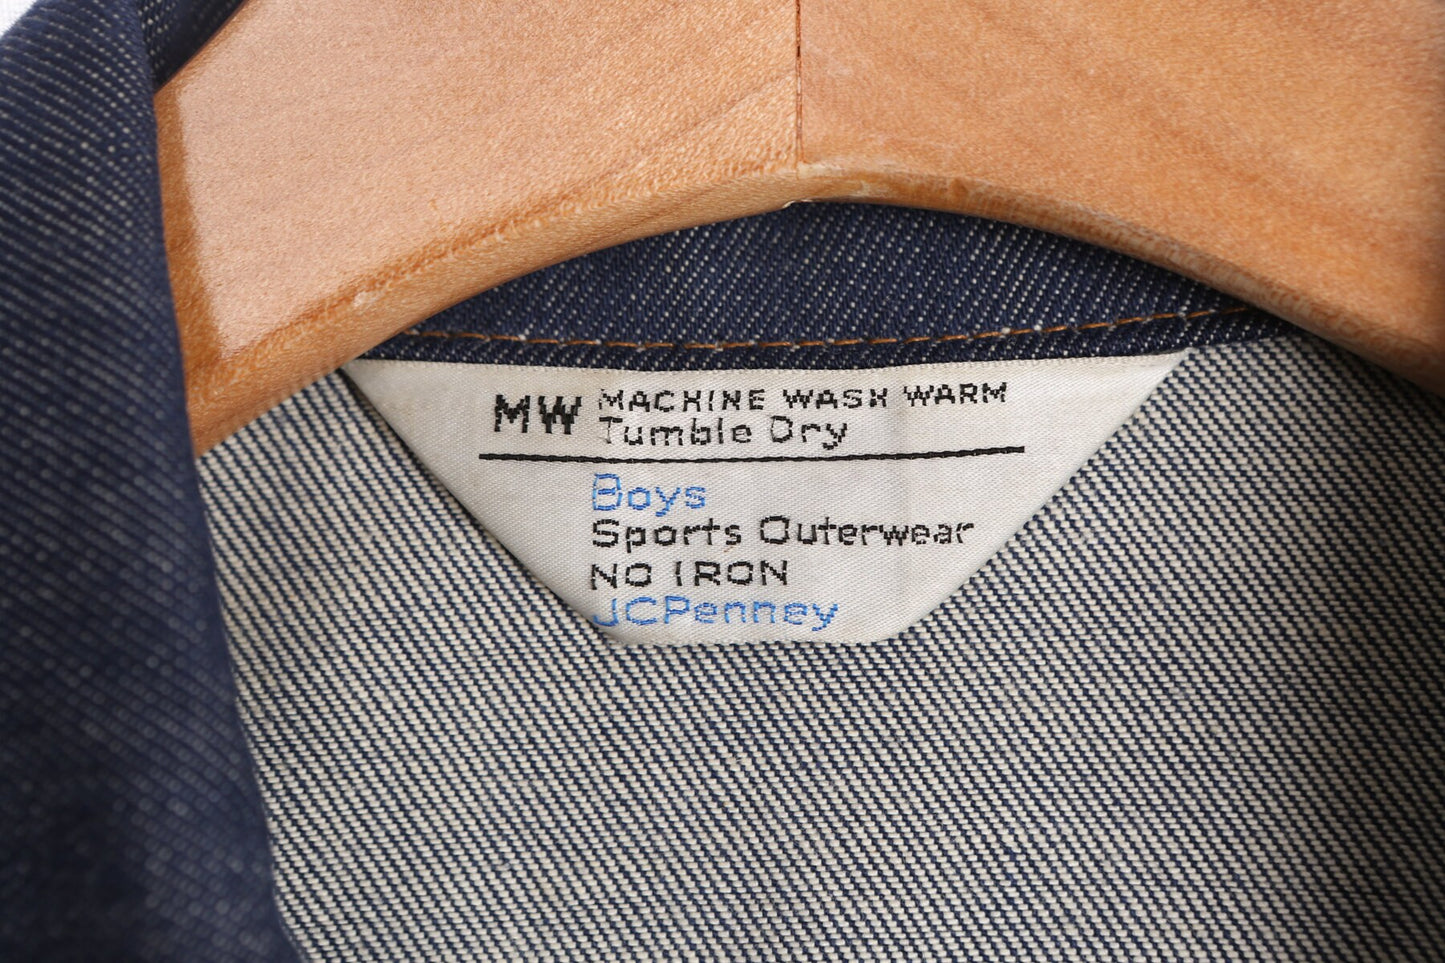 MW MACHINE WASH WARM
Tumble Dry
Boys
Sports Outerwear
NO IRON
JCPenney